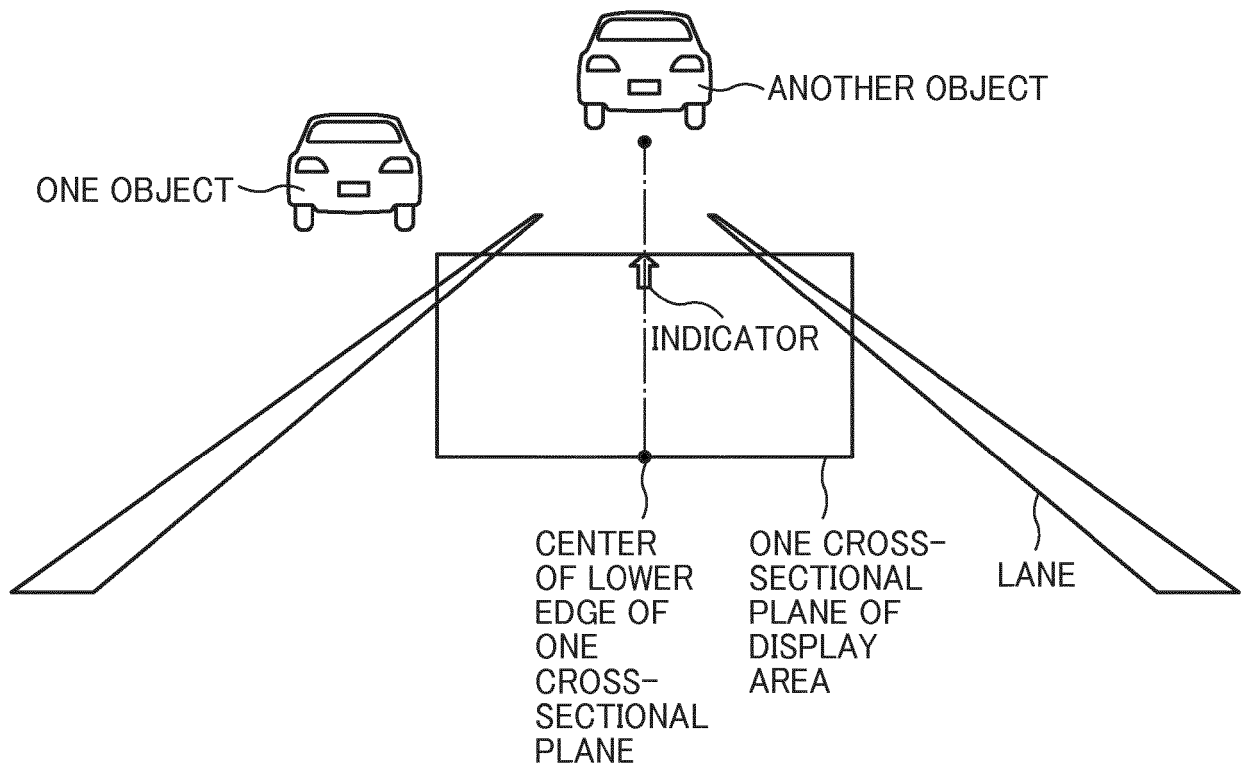 ANOTHER OBJECT
ONE OBJECT
INDICATOR
CENTER
OF LOWER
EDGE OF
ONE
CROSS-
SECTIONAL
PLANE
ONE CROSS-
SECTIONAL
PLANE OF
DISPLAY
AREA
LANE